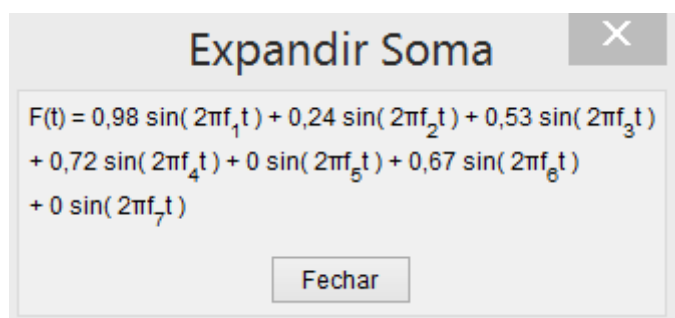 Expandir Soma X
F(t) = 0,98 sin( 2πf₁t ) + 0,24 sin( 2πf₂t ) + 0,53 sin( 2πf₃t )
+ 0,72 sin( 2πf₄t ) + 0 sin( 2πf₅t ) + 0,67 sin( 2πf₆t )
+ 0 sin( 2πf₇t )
Fechar